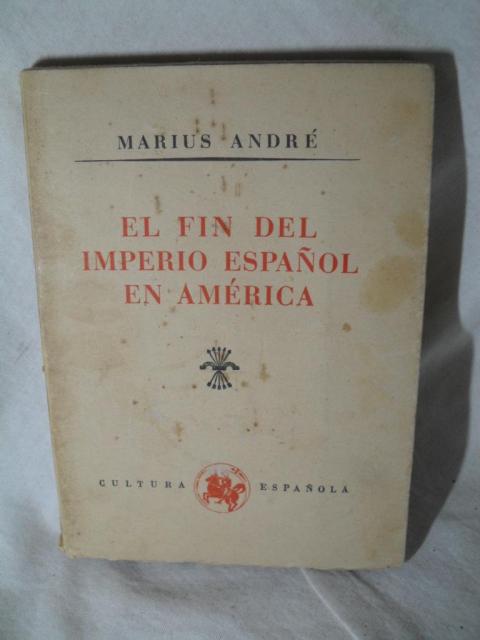 MARIUS ANDRÉ
EL FIN DEL
IMPERIO ESPAÑOL
EN AMÉRICA
CULTURA ESPAÑOLA